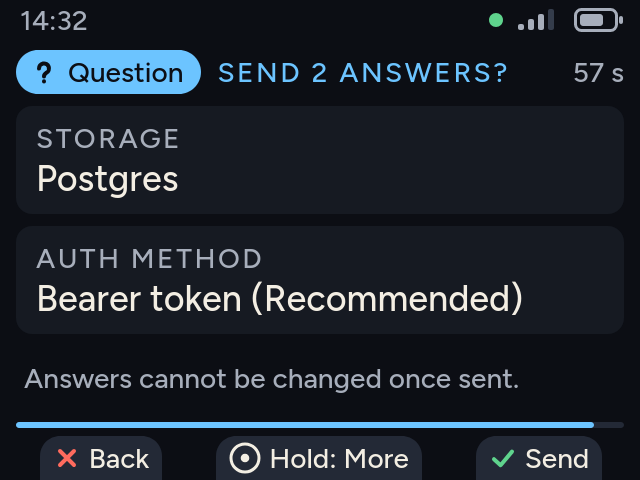 14:32
? Question SEND 2 ANSWERS? 57 s
STORAGE
Postgres
AUTH METHOD
Bearer token (Recommended)
Answers cannot be changed once sent.
Back Hold: More Send